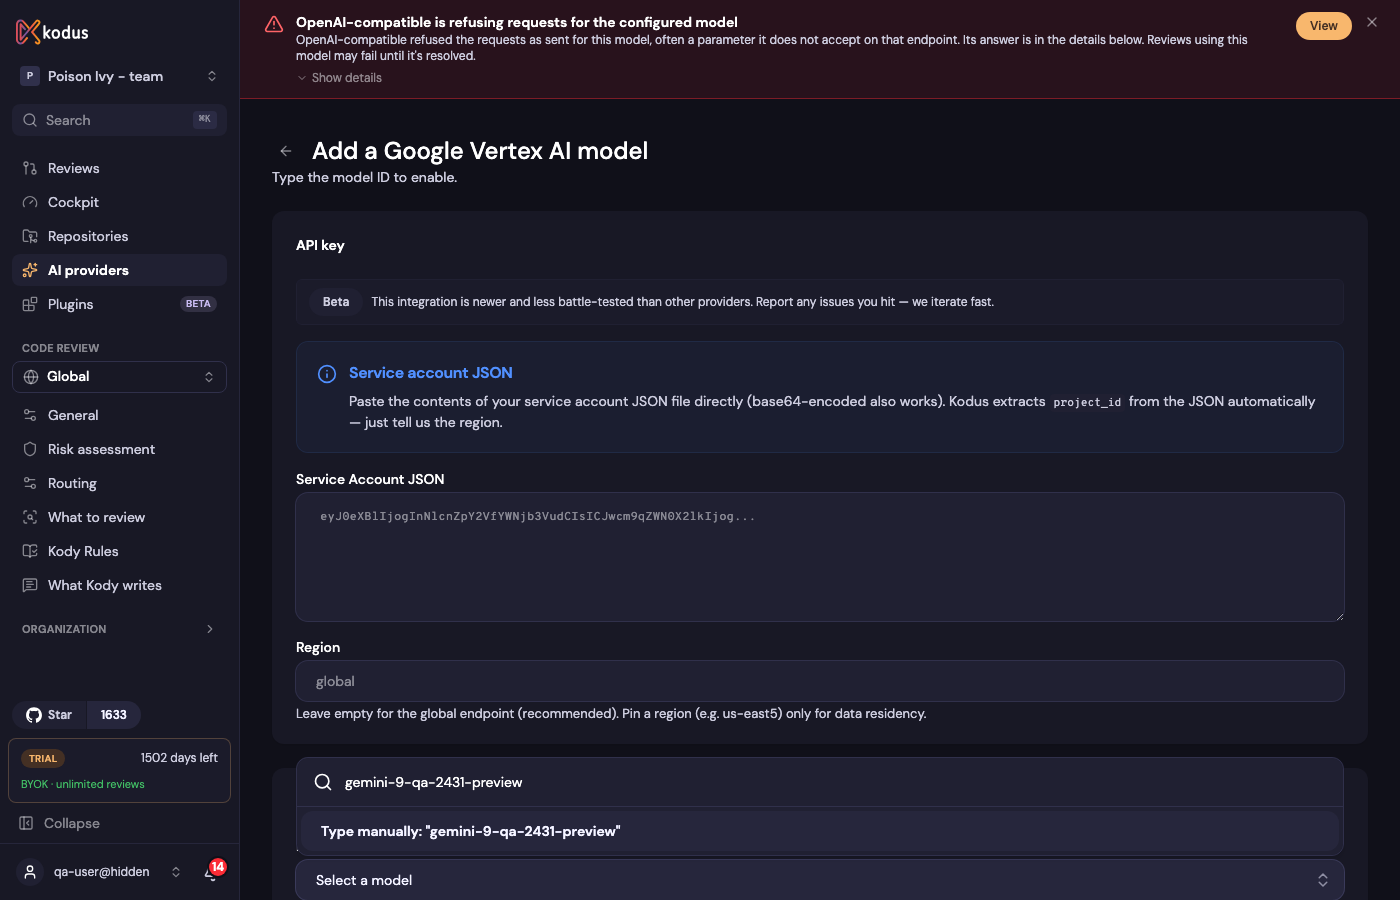 kodus
P Poison Ivy - team
Search ⌘K
Reviews
Cockpit
Repositories
AI providers
Plugins BETA
CODE REVIEW
Global
General
Risk assessment
Routing
What to review
Kody Rules
What Kody writes
ORGANIZATION
Star 1633
TRIAL 1502 days left
BYOK · unlimited reviews
Collapse
qa-user@hidden 14
OpenAI-compatible is refusing requests for the configured model
OpenAI-compatible refused the requests as sent for this model, often a parameter it does not accept on that endpoint. Its answer is in the details below. Reviews using this
model may fail until it's resolved.
Show details
View
Add a Google Vertex AI model
Type the model ID to enable.
API key
Beta This integration is newer and less battle-tested than other providers. Report any issues you hit — we iterate fast.
Service account JSON
Paste the contents of your service account JSON file directly (base64-encoded also works). Kodus extracts project_id from the JSON automatically
— just tell us the region.
Service Account JSON
eyJ0eXBlIjogInNlcnZpY2VfYWNjb3VudCIsICJwcm9qZWN0X2lkIjog...
Region
global
Leave empty for the global endpoint (recommended). Pin a region (e.g. us-east5) only for data residency.
gemini-9-qa-2431-preview
Type manually: "gemini-9-qa-2431-preview"
Select a model